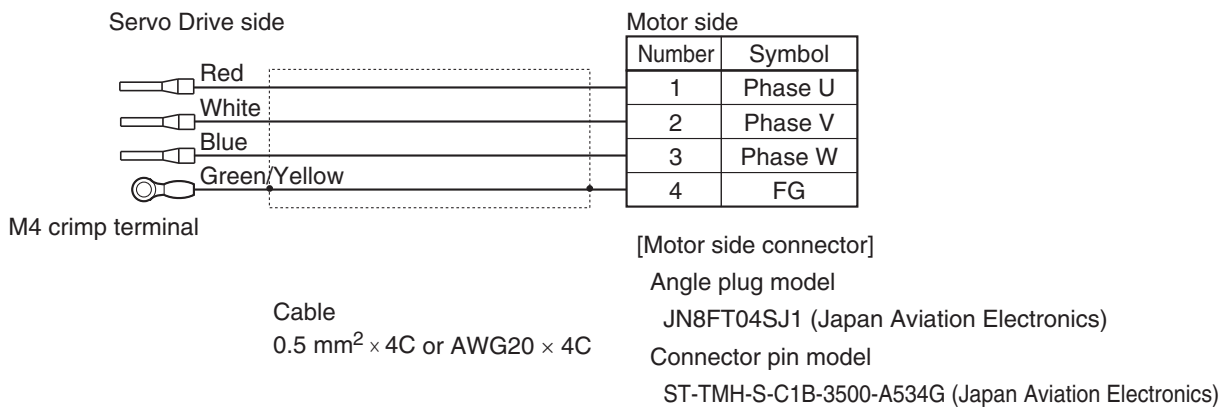 Servo Drive side
Motor side
Number Symbol
Red
1 Phase U
White
2 Phase V
Blue
3 Phase W
Green/Yellow
4 FG
M4 crimp terminal
[Motor side connector]
Angle plug model
JN8FT04SJ1 (Japan Aviation Electronics)
Connector pin model
ST-TMH-S-C1B-3500-A534G (Japan Aviation Electronics)
Cable
0.5 mm² × 4C or AWG20 × 4C